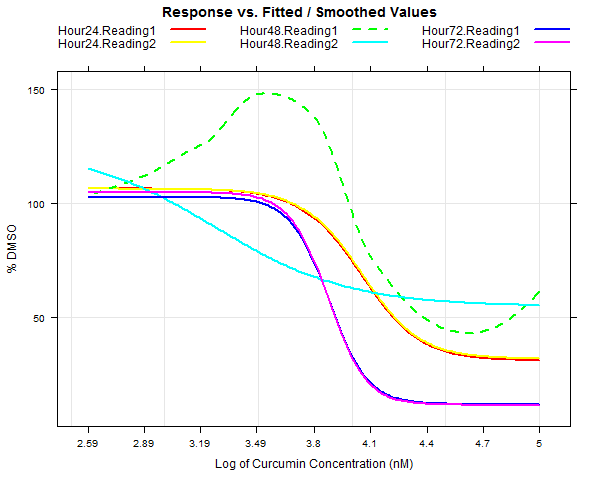 Response vs. Fitted / Smoothed Values
Hour24.Reading1 Hour48.Reading1 Hour72.Reading1
Hour24.Reading2 Hour48.Reading2 Hour72.Reading2
150
100
50
% DMSO
2.59 2.89 3.19 3.49 3.8 4.1 4.4 4.7 5
Log of Curcumin Concentration (nM)